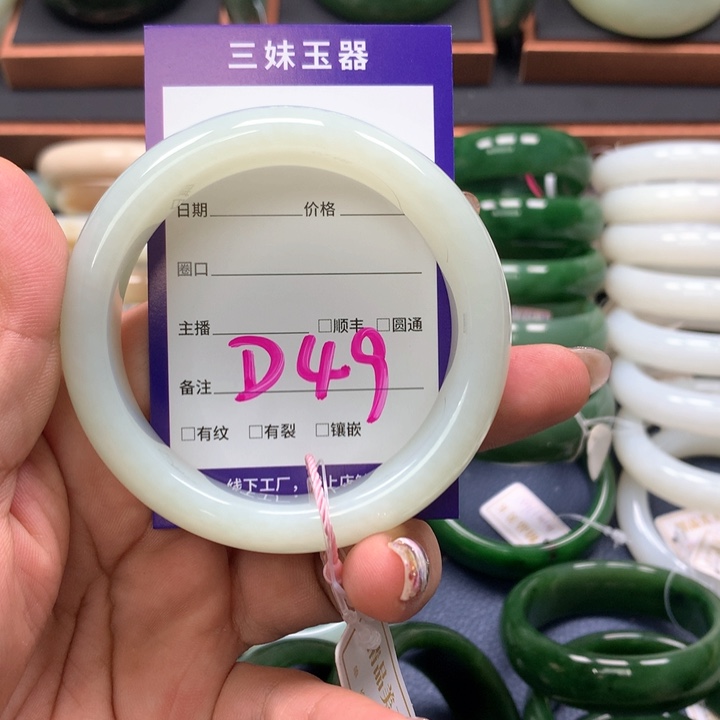 三妹玉器
日期 价格
圈口
主播 □顺丰 □圆通
D49
备注
□有纹 □有裂 □镶嵌
线下工厂，